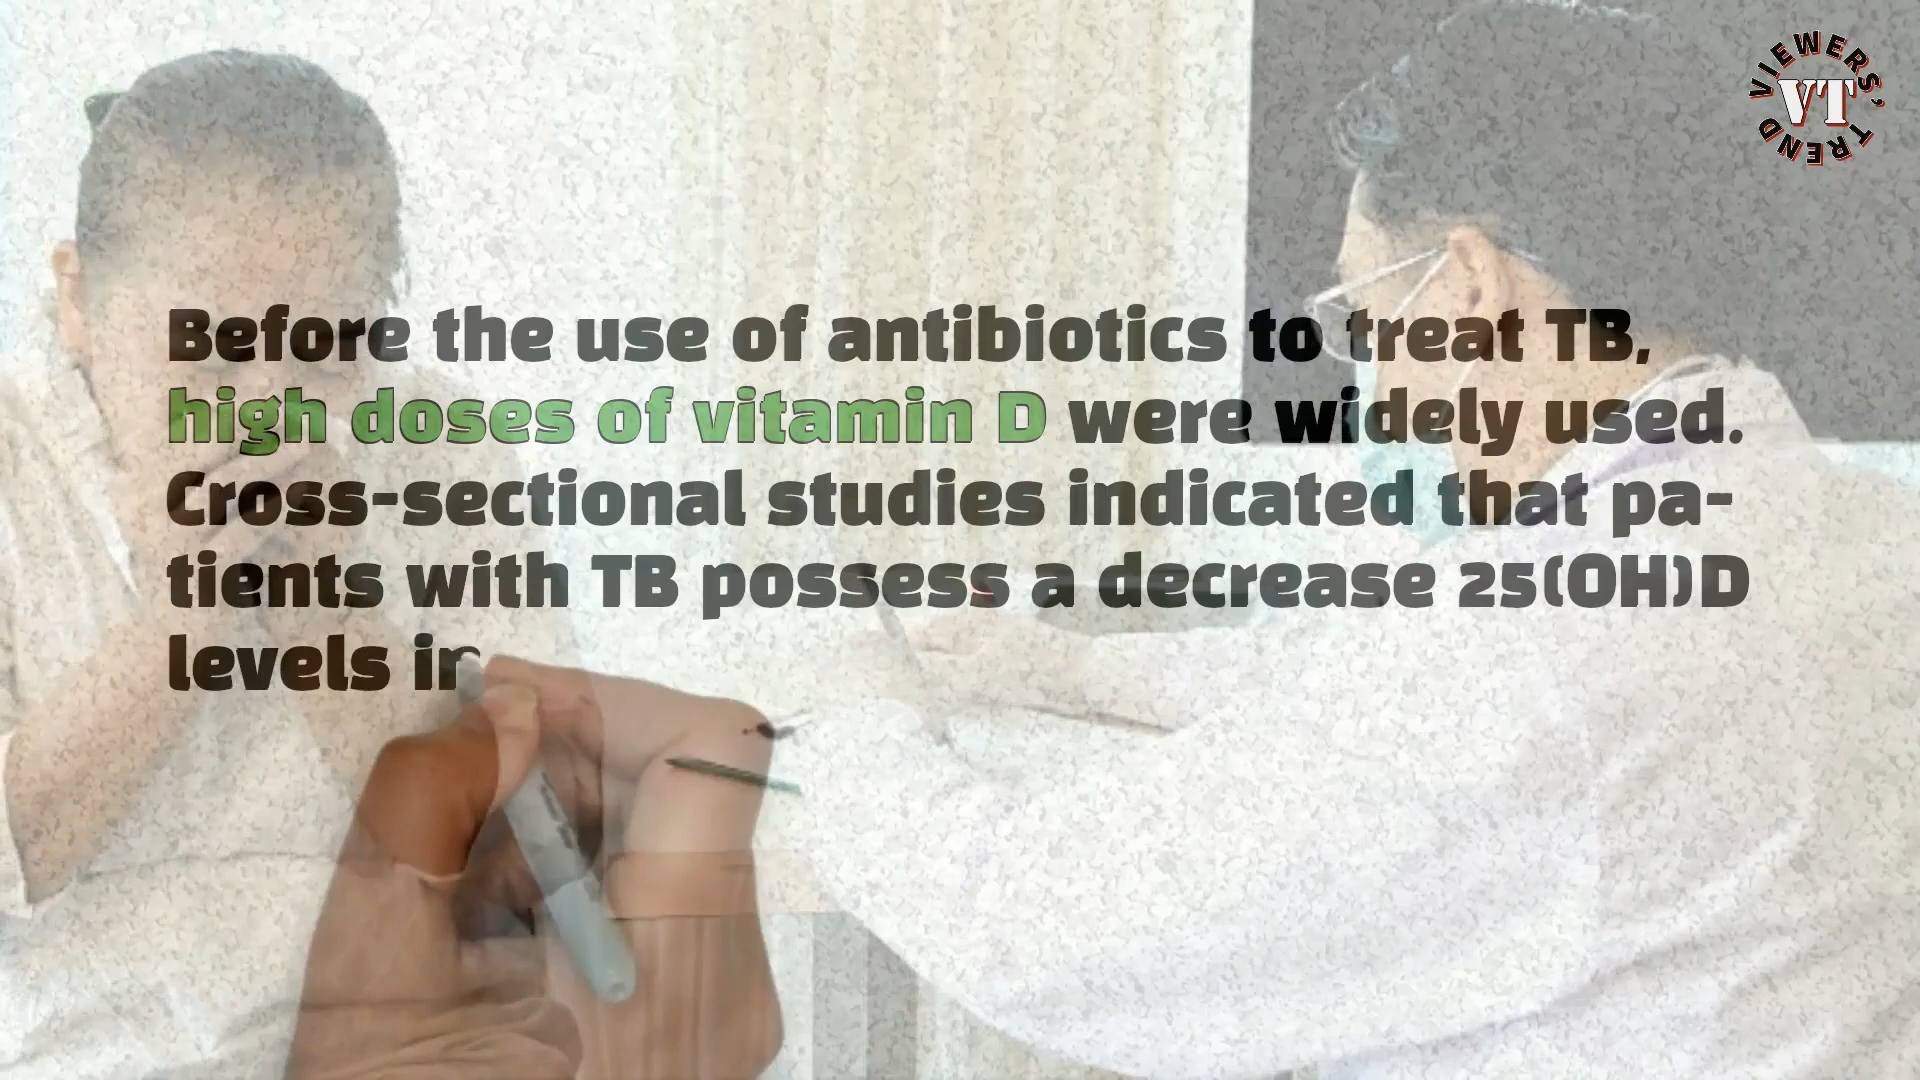 VIEWERS'
VT
TREND
Before the use of antibiotics to treat TB,
high doses of vitamin D were widely used.
Cross-sectional studies indicated that pa-
tients with TB possess a decrease 25(OH)D
levels